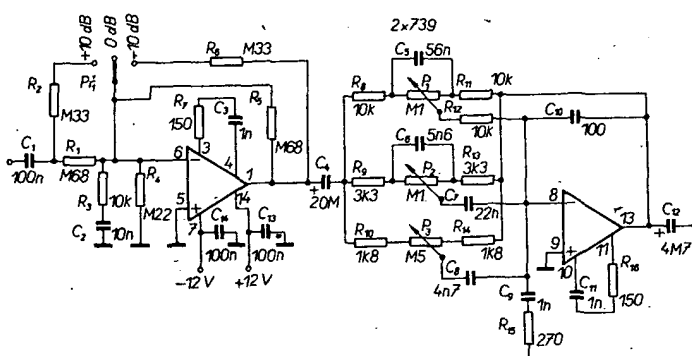 2x739
+10 dB
0 dB
-10 dB
Př1
R6
M33
R2
M33
C5
56n
R8
10k
P1
M1
R11
10k
R12
10k
R7
150
C3
1n
R5
M68
C10
100
C1
100n
R1
M68
6
3
4
1
C4
+
20M
R9
3k3
C6
5n6
P2
M1
R13
3k3
C7
22n
R3
10k
R4
M22
C2
10n
5
7
14
C14
100n
C13
100n
-12 V
+12 V
R10
1k8
P3
M5
R14
1k8
C8
4n7
8
9
10
11
13
C12
+
4M7
C9
1n
C11
1n
R16
150
R15
270